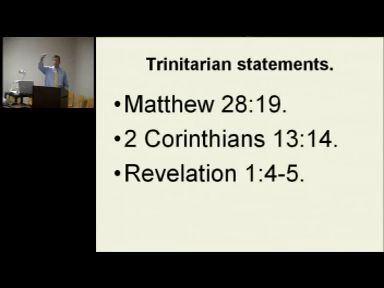 Trinitarian statements.
•Matthew 28:19.
•2 Corinthians 13:14.
•Revelation 1:4-5.